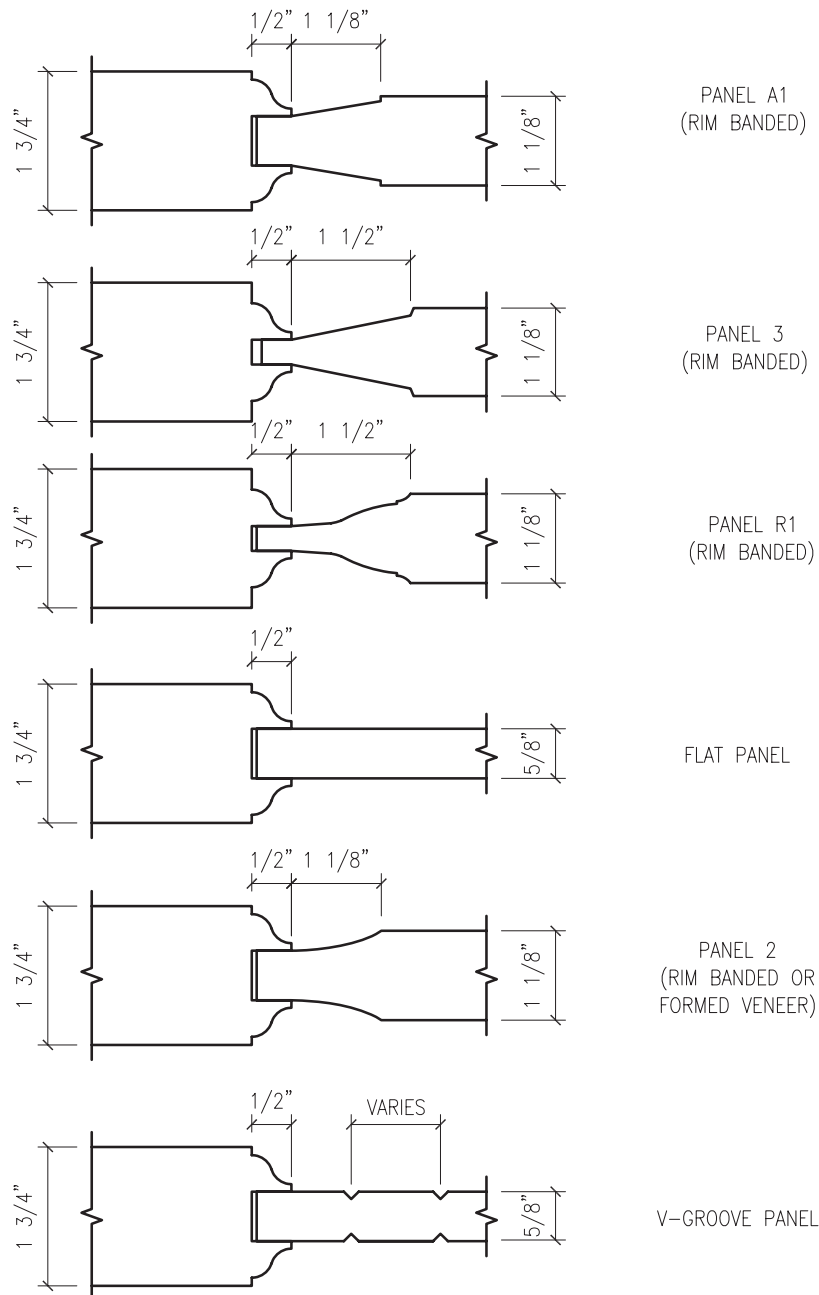 1/2” 1 1/8”
1 3/4”
1 1/8”
PANEL A1
(RIM BANDED)
1/2” 1 1/2”
1 3/4”
1 1/8”
PANEL 3
(RIM BANDED)
1/2” 1 1/2”
1 3/4”
1 1/8”
PANEL R1
(RIM BANDED)
1/2”
1 3/4”
5/8”
FLAT PANEL
1/2” 1 1/8”
1 3/4”
1 1/8”
PANEL 2
(RIM BANDED OR
FORMED VENEER)
1/2” VARIES
1 3/4”
5/8”
V-GROOVE PANEL